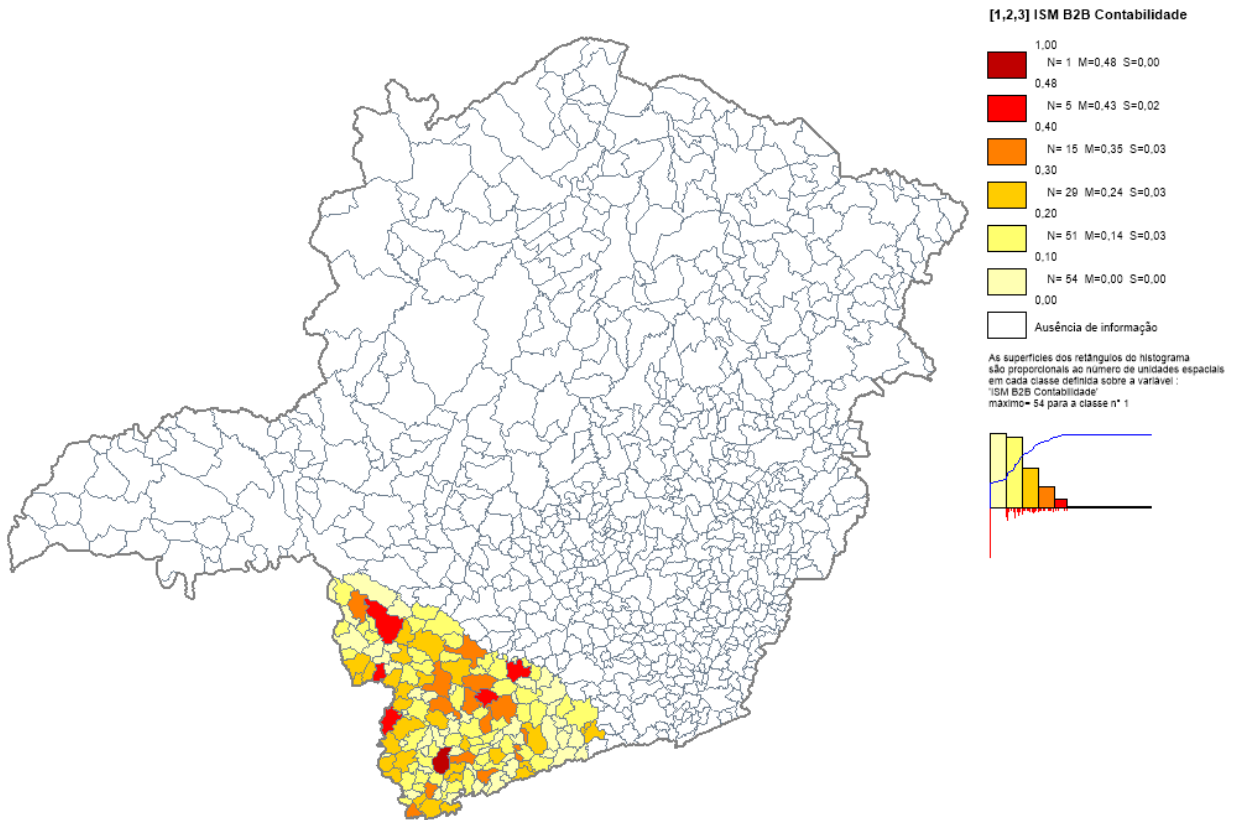 [1,2,3] ISM B2B Contabilidade
1,00
N= 1 M=0,48 S=0,00
0,48
N= 5 M=0,43 S=0,02
0,40
N= 15 M=0,35 S=0,03
0,30
N= 29 M=0,24 S=0,03
0,20
N= 51 M=0,14 S=0,03
0,10
N= 54 M=0,00 S=0,00
0,00
Ausência de informação
As superfícies dos retângulos do histograma
são proporcionais ao número de unidades espaciais
em cada classe definida sobre a variável :
'ISM B2B Contabilidade'
máximo= 54 para a classe n° 1